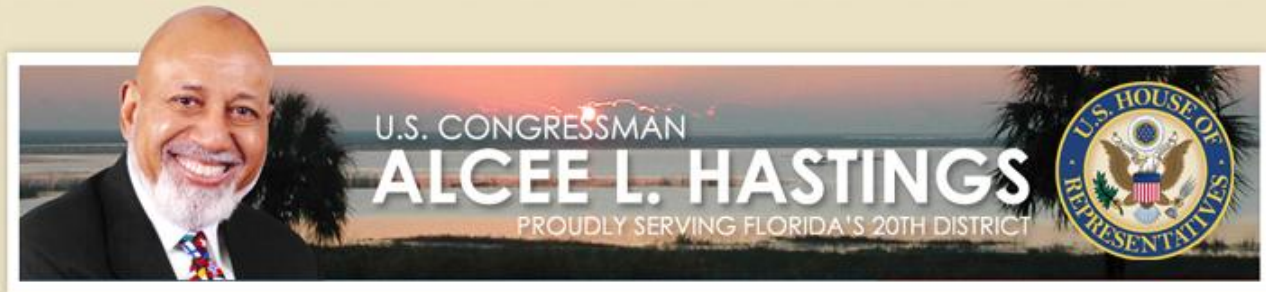 U.S. CONGRESSMAN
ALCEE L. HASTINGS
PROUDLY SERVING FLORIDA'S 20TH DISTRICT
U.S. HOUSE OF REPRESENTATIVES